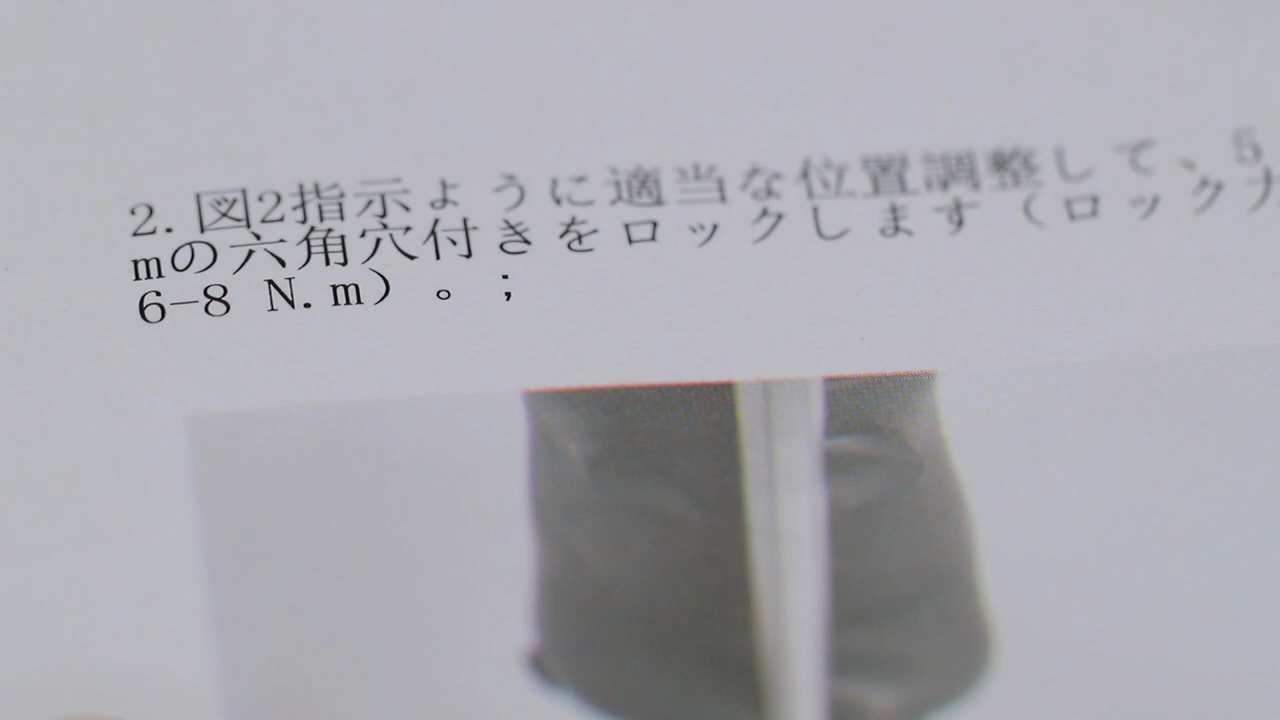 2. 図2指示ように適当な位置調整して、5
mの六角穴付きをロックします（ロックナ
6−8 N.m）。;